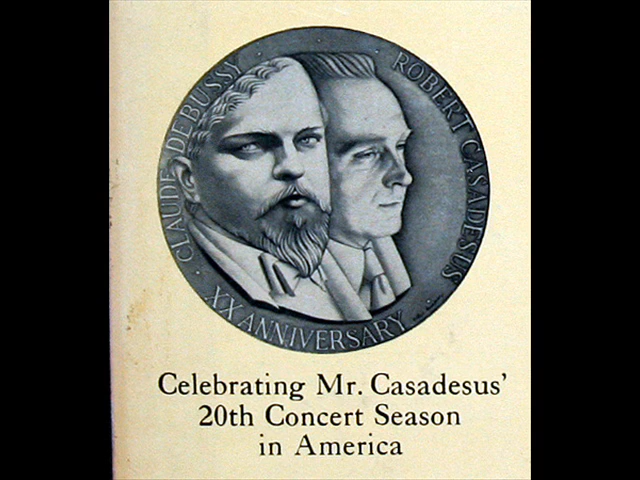 CLAUDE DEBUSSY
ROBERT CASADESUS
XX ANNIVERSARY
Celebrating Mr. Casadesus'
20th Concert Season
in America